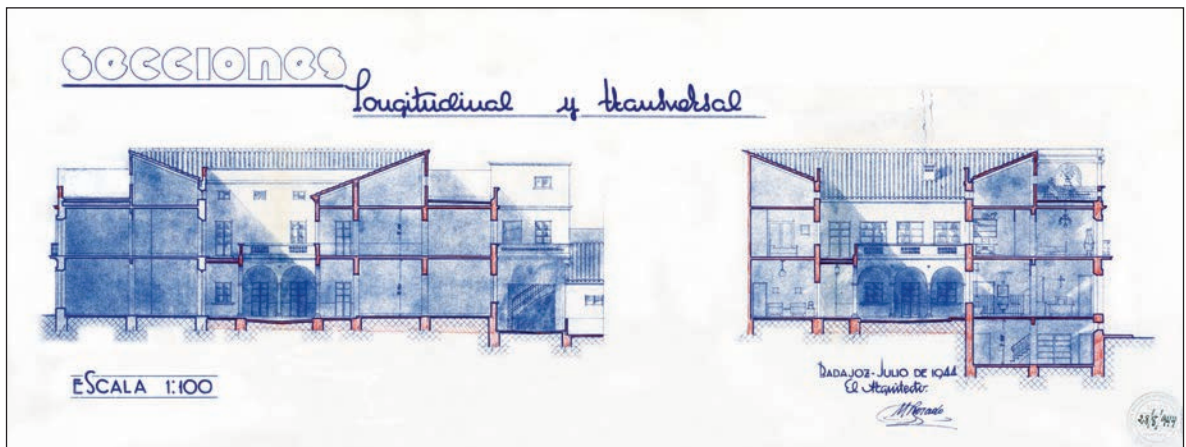 secciones
Longitudinal y transversal
ESCALA 1:100
BADAJOZ-JULIO DE 1944
El Arquitecto: